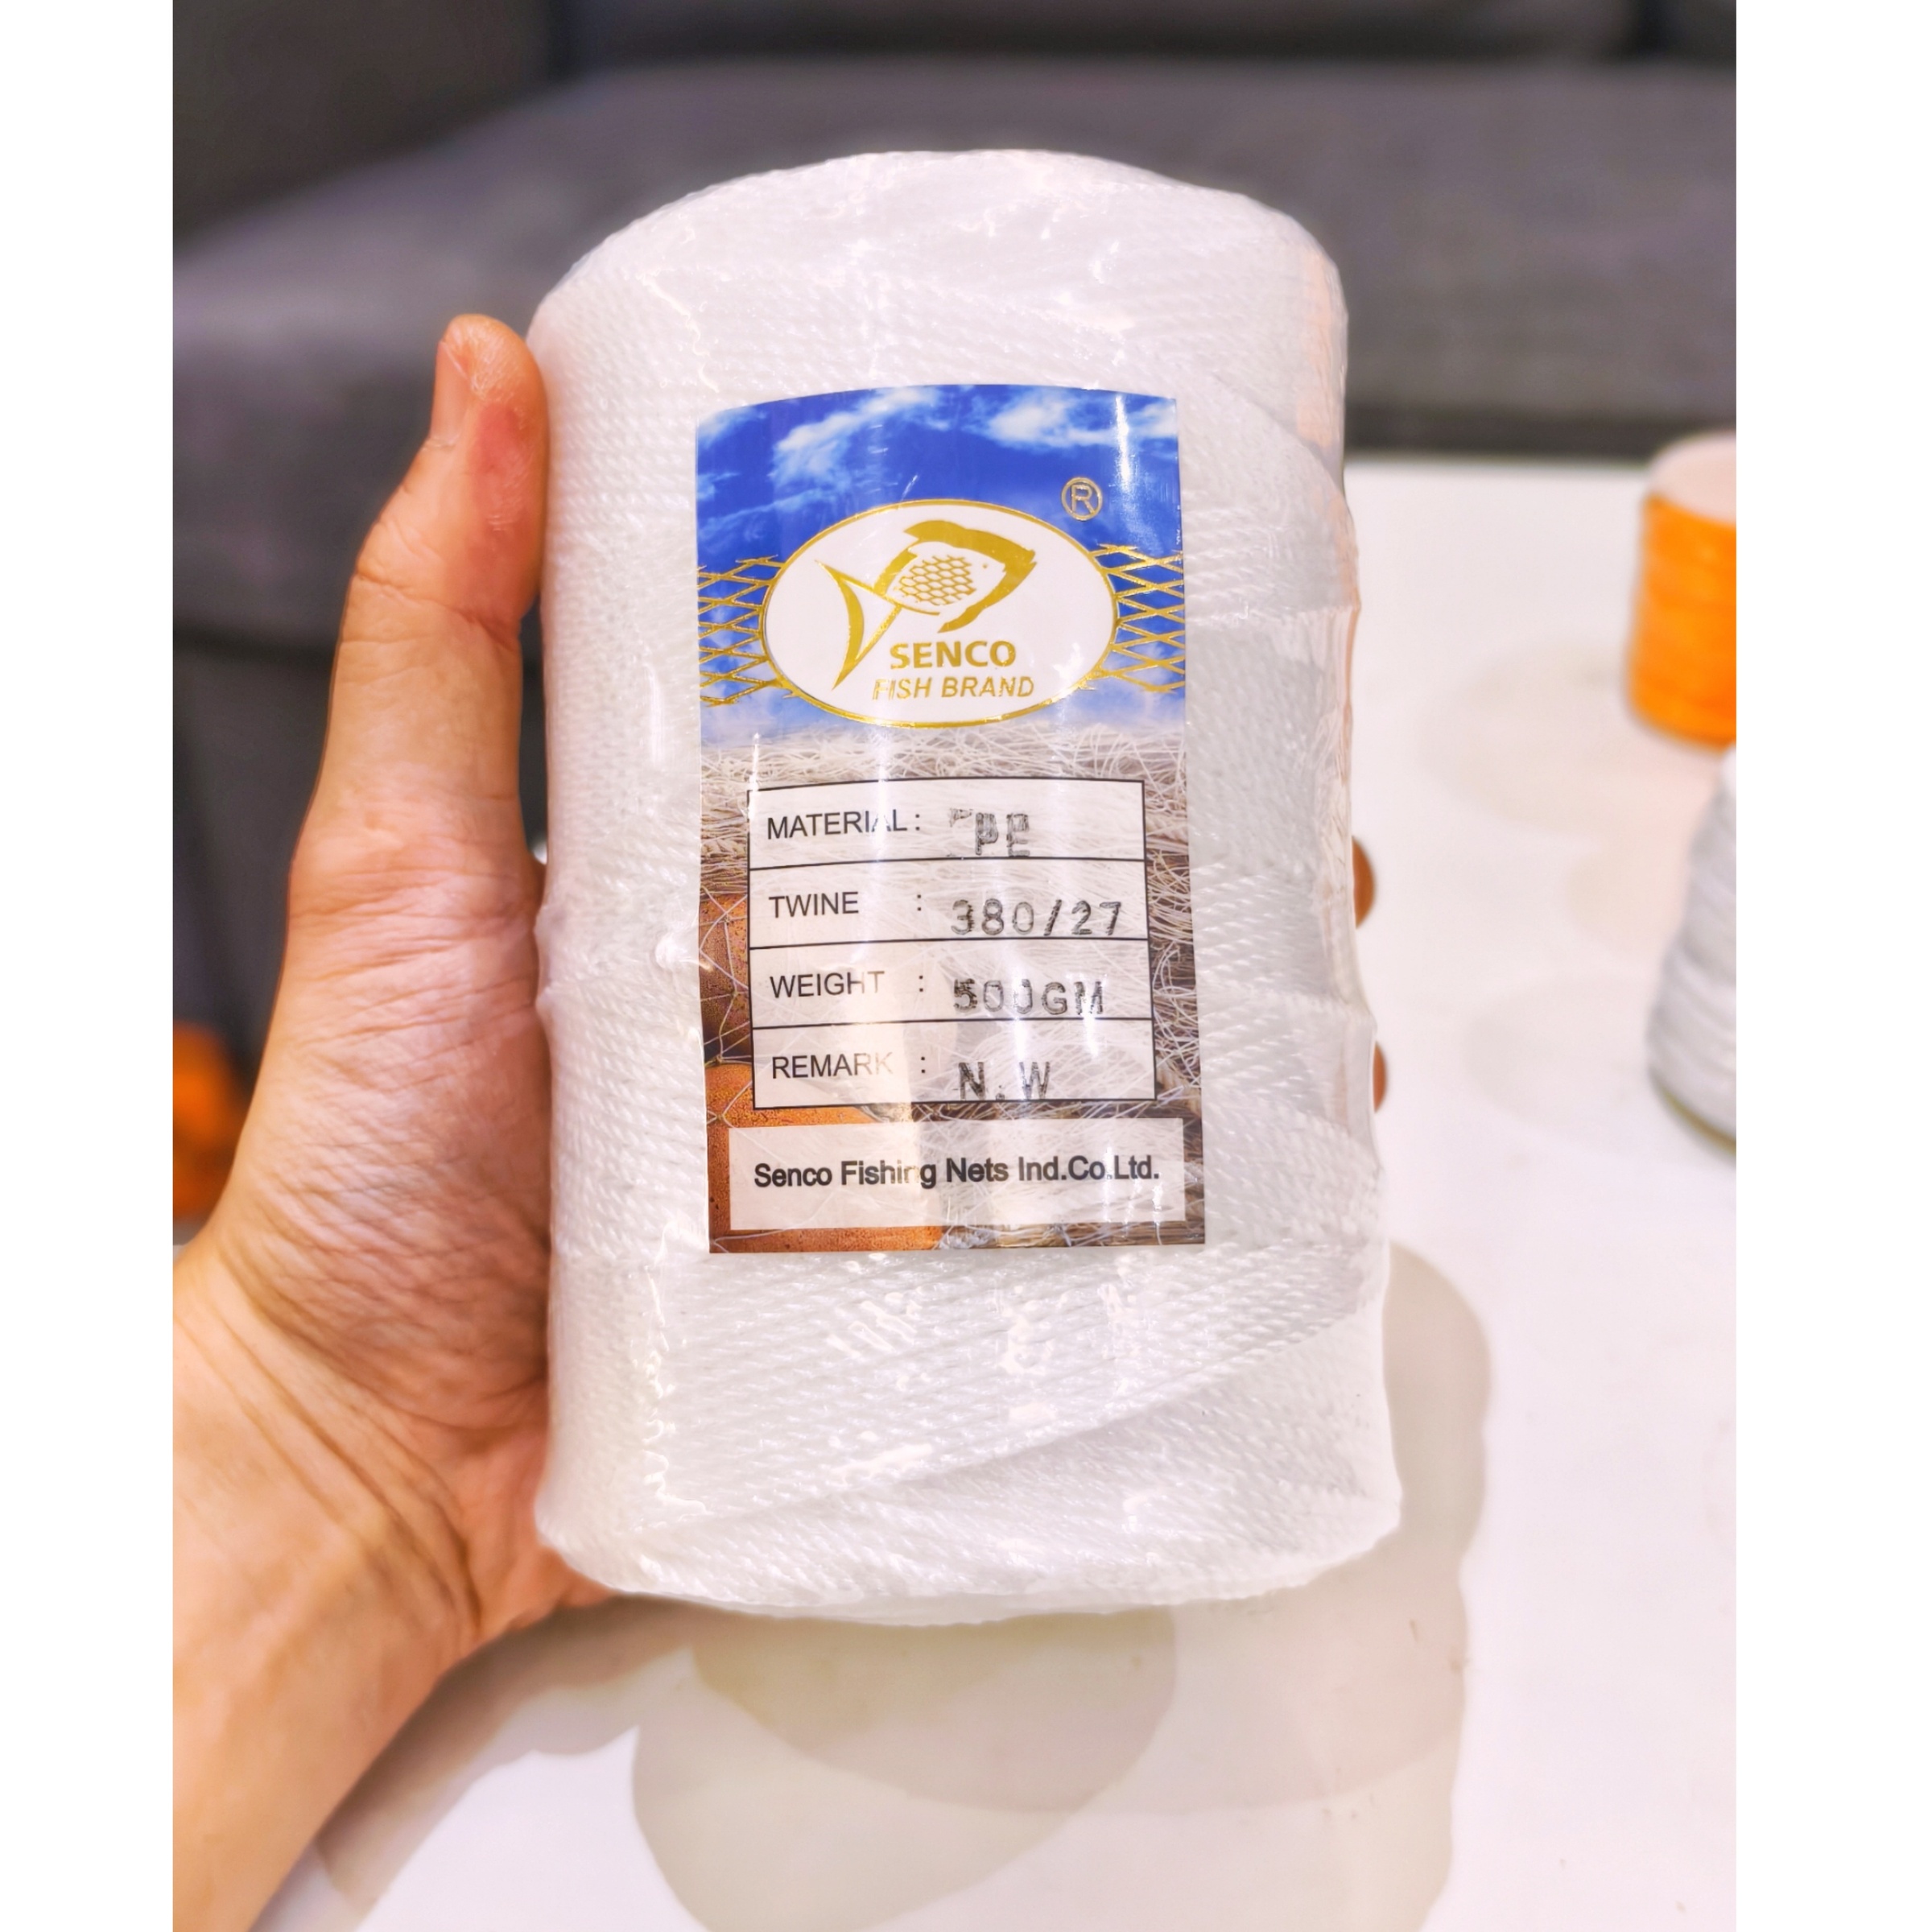 ®
SENCO
FISH BRAND
MATERIAL : PE
TWINE : 380/27
WEIGHT : 500GM
REMARK : N.W
Senco Fishing Nets Ind.Co.Ltd.